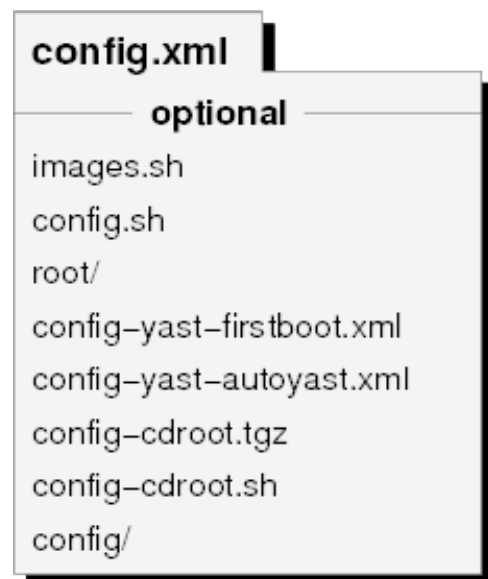 config.xml
optional
images.sh
config.sh
root/
config-yast-firstboot.xml
config-yast-autoyast.xml
config-cdroot.tgz
config-cdroot.sh
config/